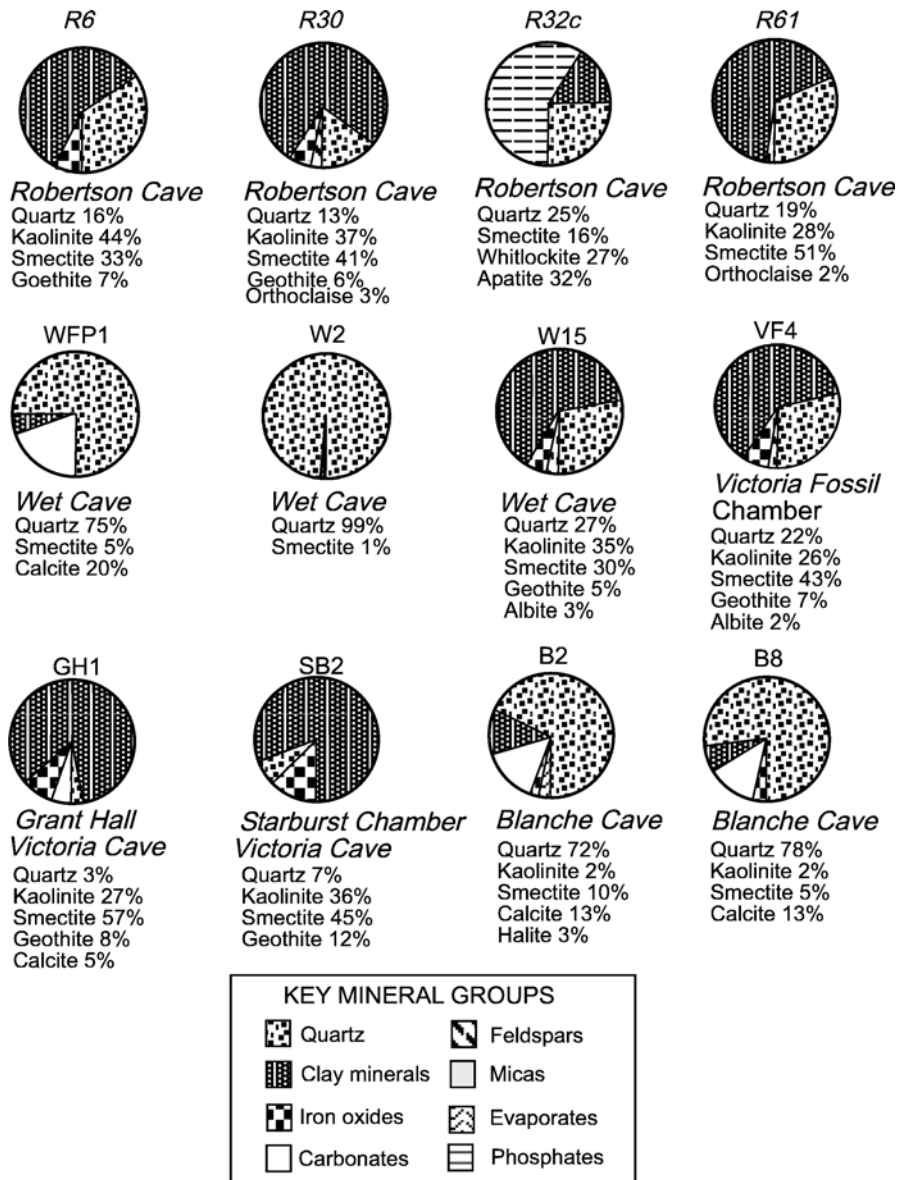 R6
Robertson Cave
Quartz 16%
Kaolinite 44%
Smectite 33%
Goethite 7%
R30
Robertson Cave
Quartz 13%
Kaolinite 37%
Smectite 41%
Geothite 6%
Orthoclaise 3%
R32c
Robertson Cave
Quartz 25%
Smectite 16%
Whitlockite 27%
Apatite 32%
R61
Robertson Cave
Quartz 19%
Kaolinite 28%
Smectite 51%
Orthoclaise 2%
WFP1
Wet Cave
Quartz 75%
Smectite 5%
Calcite 20%
W2
Wet Cave
Quartz 99%
Smectite 1%
W15
Wet Cave
Quartz 27%
Kaolinite 35%
Smectite 30%
Geothite 5%
Albite 3%
VF4
Victoria Fossil
Chamber
Quartz 22%
Kaolinite 26%
Smectite 43%
Geothite 7%
Albite 2%
GH1
Grant Hall
Victoria Cave
Quartz 3%
Kaolinite 27%
Smectite 57%
Geothite 8%
Calcite 5%
SB2
Starburst Chamber
Victoria Cave
Quartz 7%
Kaolinite 36%
Smectite 45%
Geothite 12%
B2
Blanche Cave
Quartz 72%
Kaolinite 2%
Smectite 10%
Calcite 13%
Halite 3%
B8
Blanche Cave
Quartz 78%
Kaolinite 2%
Smectite 5%
Calcite 13%
KEY MINERAL GROUPS
Quartz
Clay minerals
Iron oxides
Carbonates
Feldspars
Micas
Evaporates
Phosphates